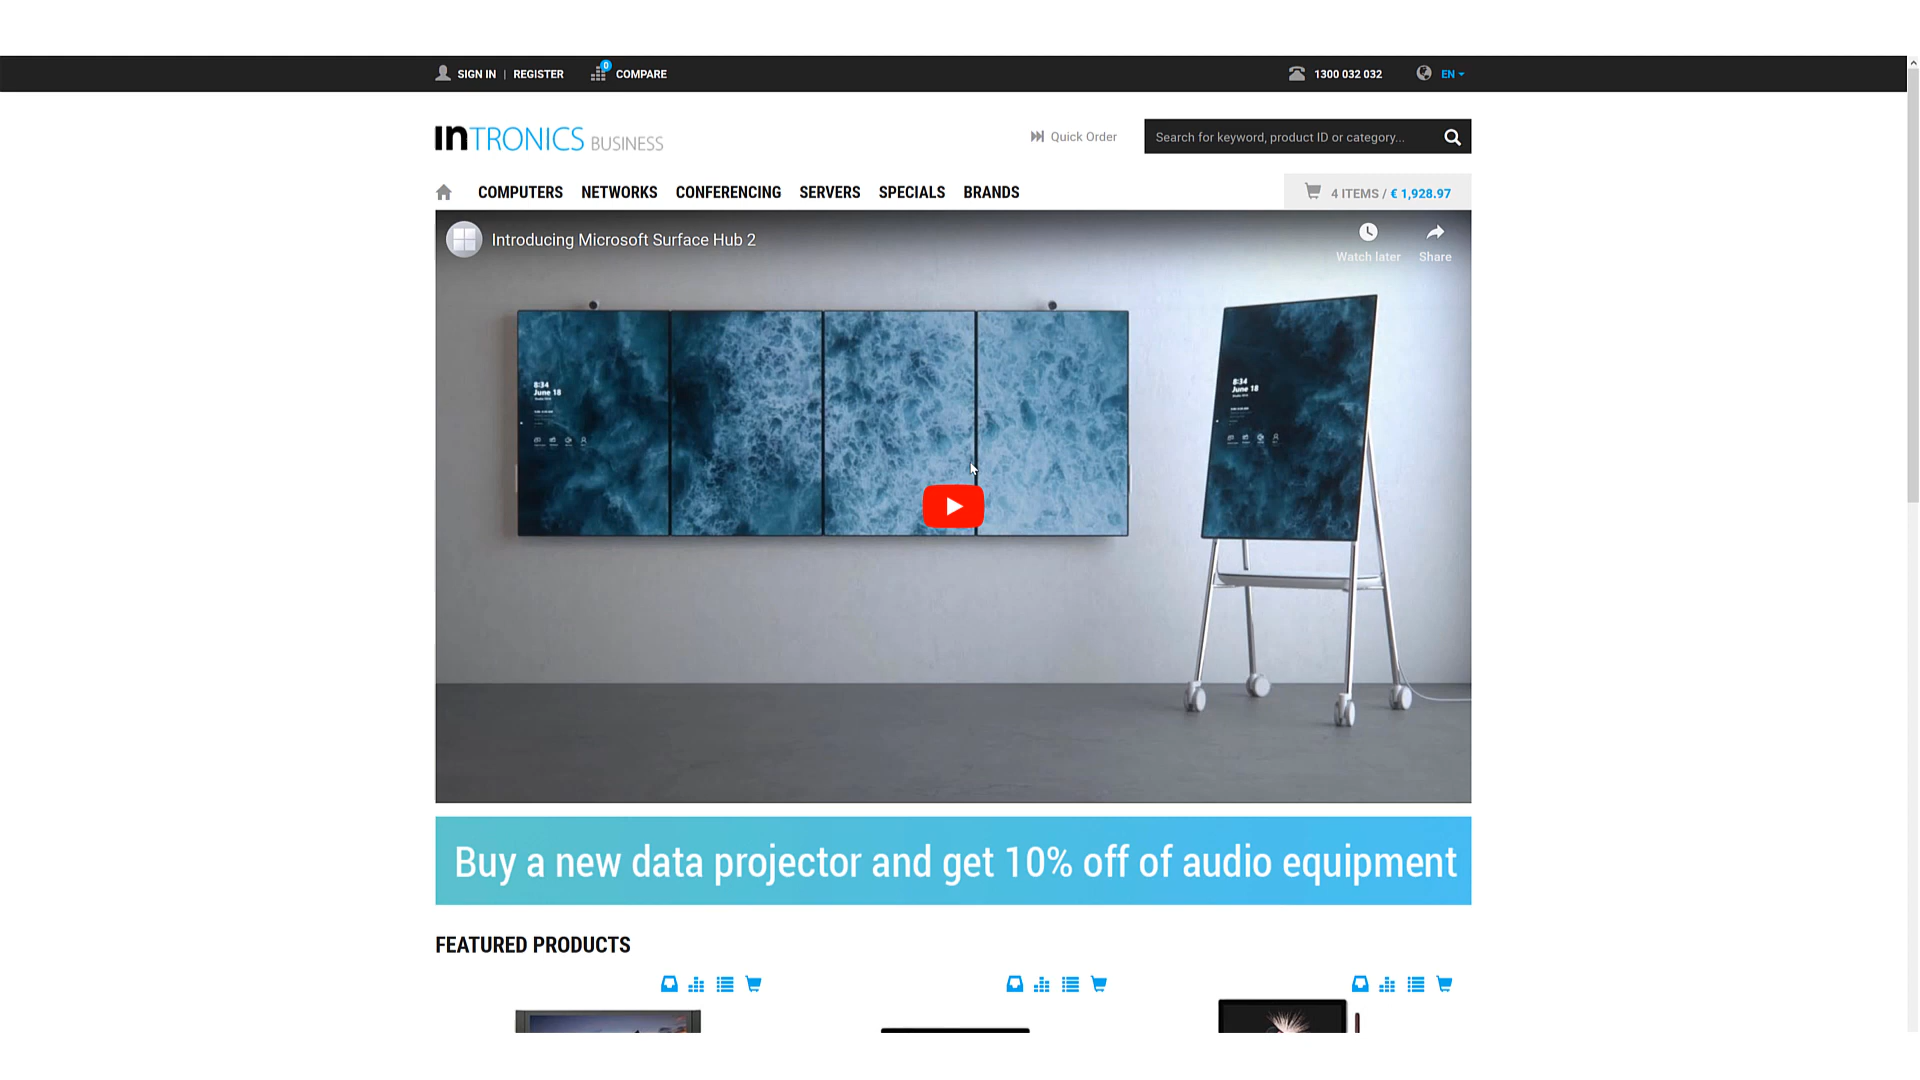 SIGN IN | REGISTER 0 COMPARE 1300 032 032 EN
InTRONICS BUSINESS Quick Order Search for keyword, product ID or category...
COMPUTERS NETWORKS CONFERENCING SERVERS SPECIALS BRANDS 4 ITEMS / € 1,928.97
Introducing Microsoft Surface Hub 2
Watch later Share
8:34
June 18
8:34
June 18
Buy a new data projector and get 10% off of audio equipment
FEATURED PRODUCTS